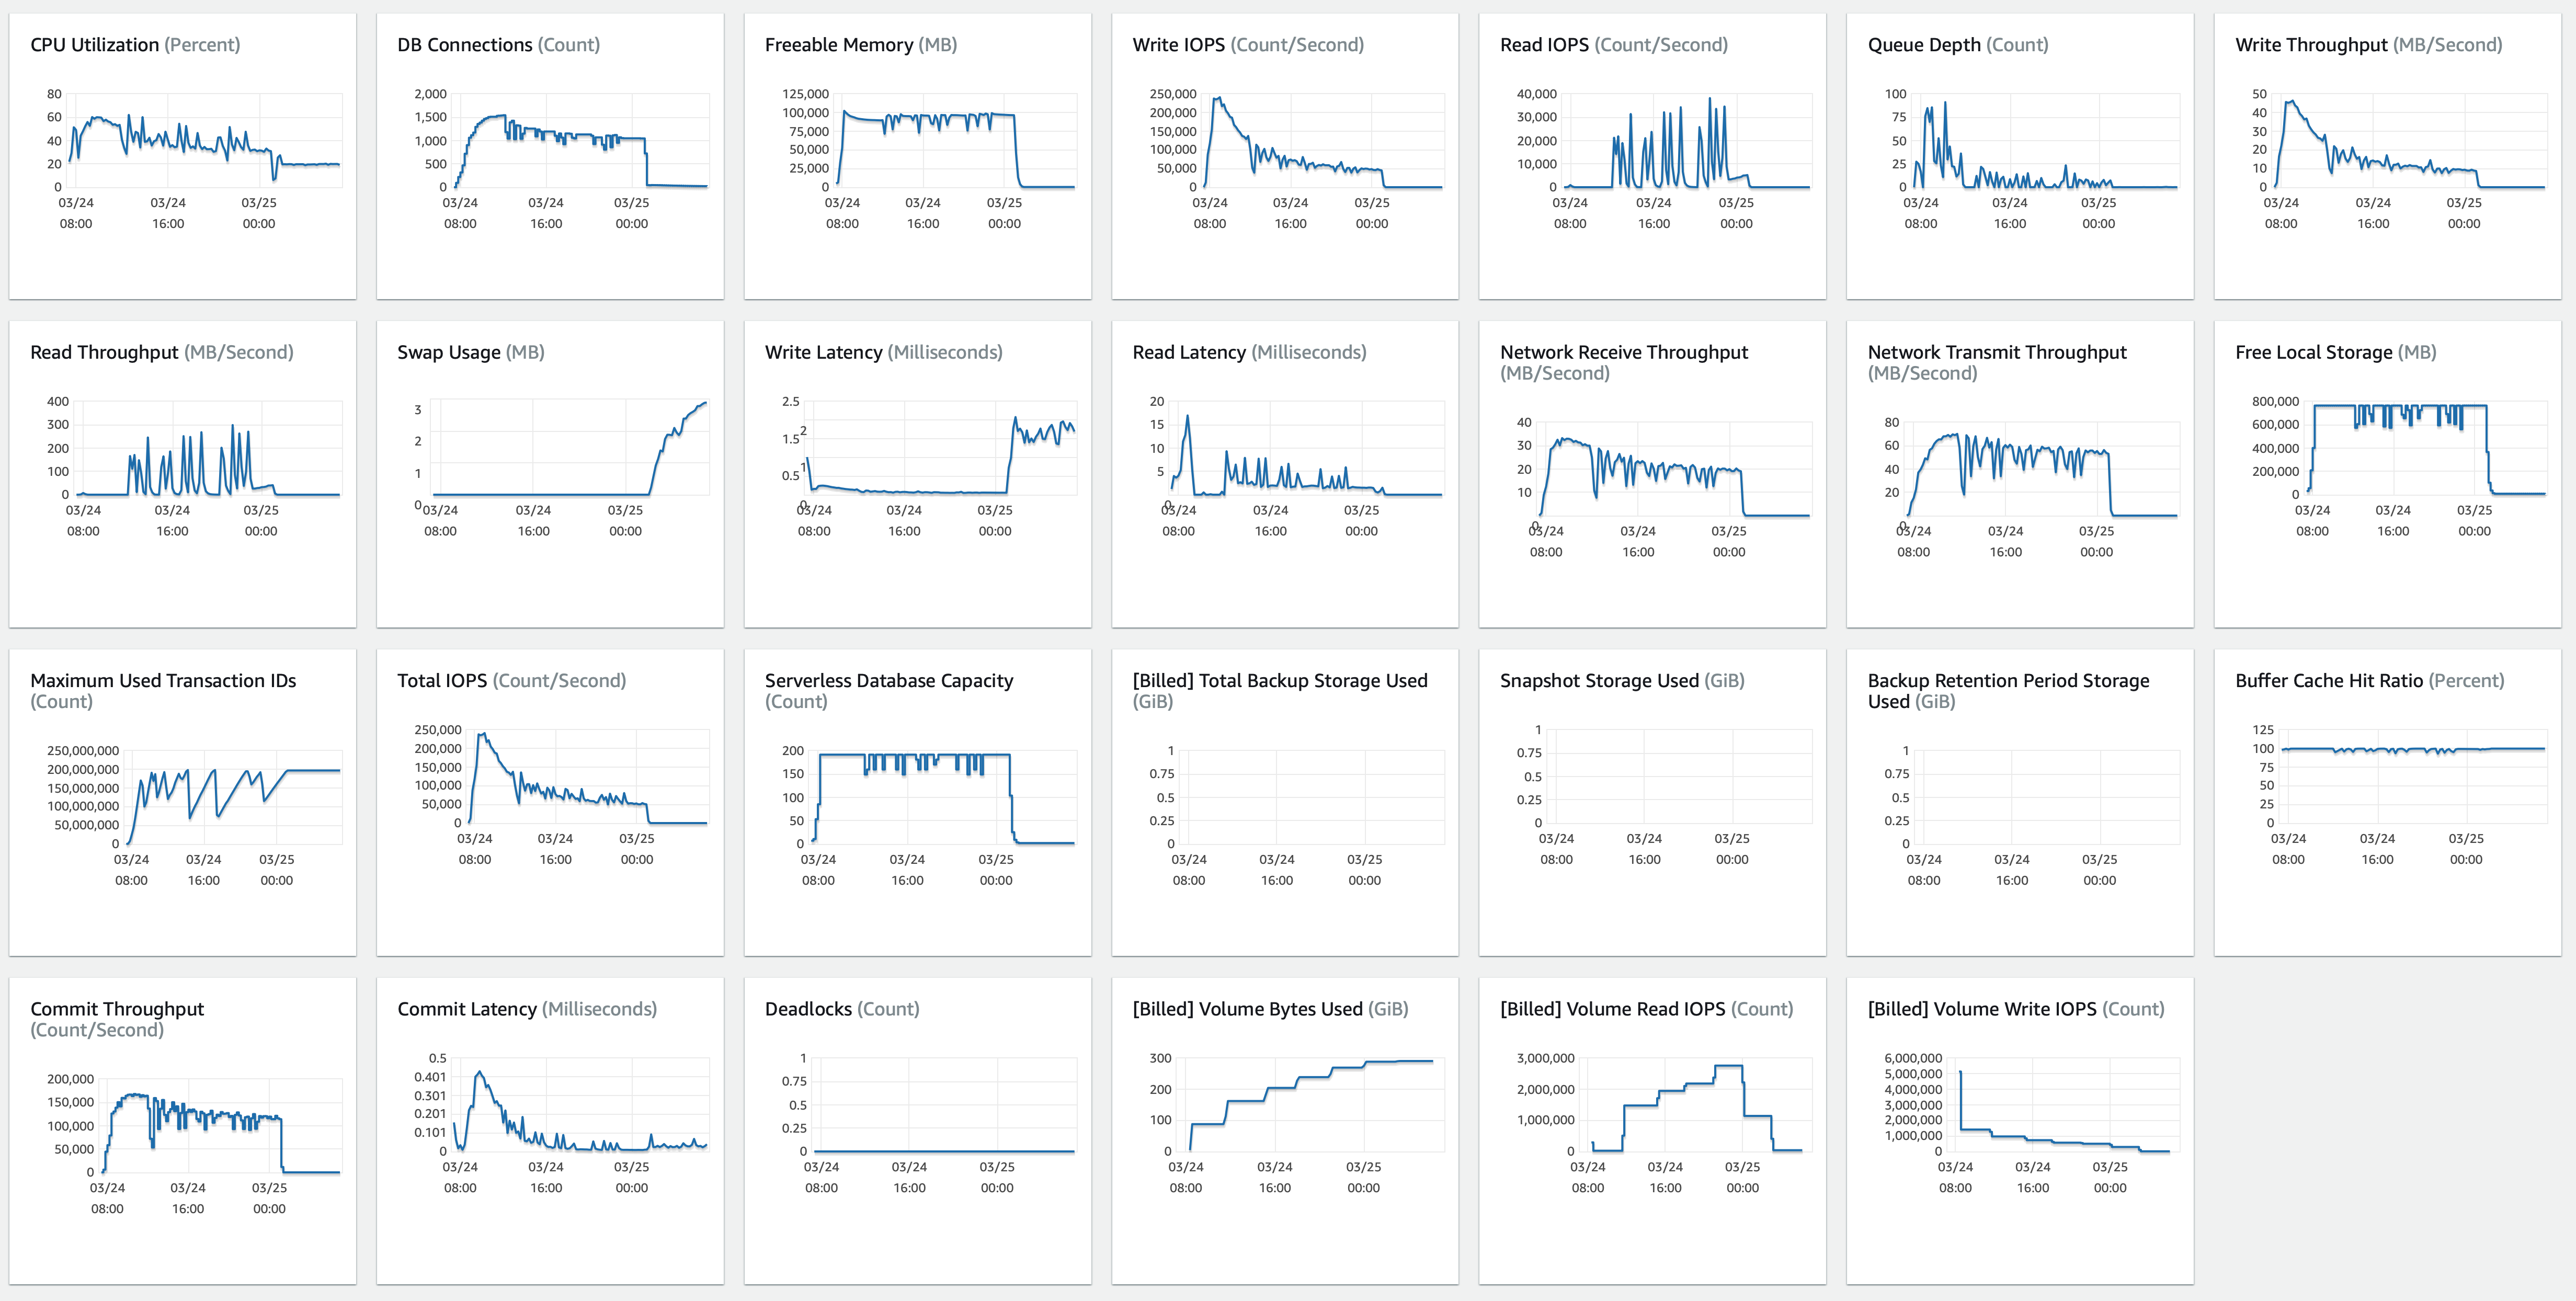 CPU Utilization (Percent)
80
60
40
20
0
03/24 03/24 03/25
08:00 16:00 00:00
DB Connections (Count)
2,000
1,500
1,000
500
0
03/24 03/24 03/25
08:00 16:00 00:00
Freeable Memory (MB)
125,000
100,000
75,000
50,000
25,000
0
03/24 03/24 03/25
08:00 16:00 00:00
Write IOPS (Count/Second)
250,000
200,000
150,000
100,000
50,000
0
03/24 03/24 03/25
08:00 16:00 00:00
Read IOPS (Count/Second)
40,000
30,000
20,000
10,000
0
03/24 03/24 03/25
08:00 16:00 00:00
Queue Depth (Count)
100
75
50
25
0
03/24 03/24 03/25
08:00 16:00 00:00
Write Throughput (MB/Second)
50
40
30
20
10
0
03/24 03/24 03/25
08:00 16:00 00:00
Read Throughput (MB/Second)
400
300
200
100
0
03/24 03/24 03/25
08:00 16:00 00:00
Swap Usage (MB)
3
2
1
0
03/24 03/24 03/25
08:00 16:00 00:00
Write Latency (Milliseconds)
2.5
2
1.5
1
0.5
0
03/24 03/24 03/25
08:00 16:00 00:00
Read Latency (Milliseconds)
20
15
10
5
0
03/24 03/24 03/25
08:00 16:00 00:00
Network Receive Throughput
(MB/Second)
40
30
20
10
0
03/24 03/24 03/25
08:00 16:00 00:00
Network Transmit Throughput
(MB/Second)
80
60
40
20
0
03/24 03/24 03/25
08:00 16:00 00:00
Free Local Storage (MB)
800,000
600,000
400,000
200,000
0
03/24 03/24 03/25
08:00 16:00 00:00
Maximum Used Transaction IDs
(Count)
250,000,000
200,000,000
150,000,000
100,000,000
50,000,000
0
03/24 03/24 03/25
08:00 16:00 00:00
Total IOPS (Count/Second)
250,000
200,000
150,000
100,000
50,000
0
03/24 03/24 03/25
08:00 16:00 00:00
Serverless Database Capacity
(Count)
200
150
100
50
0
03/24 03/24 03/25
08:00 16:00 00:00
[Billed] Total Backup Storage Used
(GiB)
1
0.75
0.5
0.25
0
03/24 03/24 03/25
08:00 16:00 00:00
Snapshot Storage Used (GiB)
1
0.75
0.5
0.25
0
03/24 03/24 03/25
08:00 16:00 00:00
Backup Retention Period Storage
Used (GiB)
1
0.75
0.5
0.25
0
03/24 03/24 03/25
08:00 16:00 00:00
Buffer Cache Hit Ratio (Percent)
125
100
75
50
25
0
03/24 03/24 03/25
08:00 16:00 00:00
Commit Throughput
(Count/Second)
200,000
150,000
100,000
50,000
0
03/24 03/24 03/25
08:00 16:00 00:00
Commit Latency (Milliseconds)
0.5
0.401
0.301
0.201
0.101
0
03/24 03/24 03/25
08:00 16:00 00:00
Deadlocks (Count)
1
0.75
0.5
0.25
0
03/24 03/24 03/25
08:00 16:00 00:00
[Billed] Volume Bytes Used (GiB)
300
200
100
0
03/24 03/24 03/25
08:00 16:00 00:00
[Billed] Volume Read IOPS (Count)
3,000,000
2,000,000
1,000,000
0
03/24 03/24 03/25
08:00 16:00 00:00
[Billed] Volume Write IOPS (Count)
6,000,000
5,000,000
4,000,000
3,000,000
2,000,000
1,000,000
0
03/24 03/24 03/25
08:00 16:00 00:00